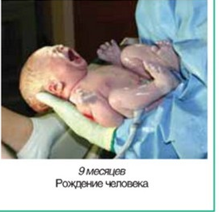 9 месяцев
Рождение человека